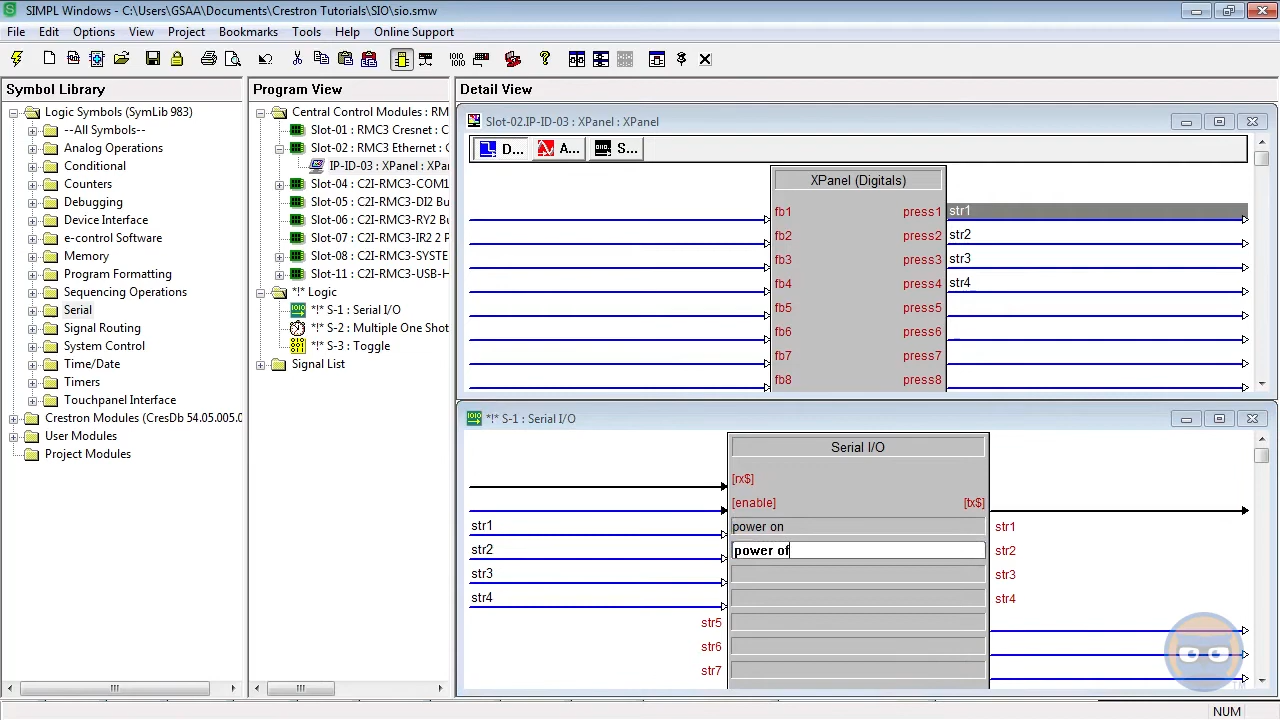 SIMPL Windows - C:\Users\GSAA\Documents\Crestron Tutorials\SIO\sio.smw
File Edit Options View Project Bookmarks Tools Help Online Support
Symbol Library
Logic Symbols (SymLib 983)
--All Symbols--
Analog Operations
Conditional
Counters
Debugging
Device Interface
e-control Software
Memory
Program Formatting
Sequencing Operations
Serial
Signal Routing
System Control
Time/Date
Timers
Touchpanel Interface
Crestron Modules (CresDb 54.05.005.0
User Modules
Project Modules
Program View
Central Control Modules : RM
Slot-01 : RMC3 Cresnet : C
Slot-02 : RMC3 Ethernet : C
IP-ID-03 : XPanel : XPa
Slot-04 : C2I-RMC3-COM1
Slot-05 : C2I-RMC3-DI2 Bu
Slot-06 : C2I-RMC3-RY2 B
Slot-07 : C2I-RMC3-IR2 2 P
Slot-08 : C2I-RMC3-SYSTE
Slot-11 : C2I-RMC3-USB-H
*!* Logic
*!* S-1 : Serial I/O
*!* S-2 : Multiple One Shot
*!* S-3 : Toggle
Signal List
Detail View
Slot-02.IP-ID-03 : XPanel : XPanel
D... A... S...
XPanel (Digitals)
fb1 press1 str1
fb2 press2 str2
fb3 press3 str3
fb4 press4 str4
fb5 press5
fb6 press6
fb7 press7
fb8 press8
*!* S-1 : Serial I/O
Serial I/O
[rx$]
[enable] [tx$]
str1 power on str1
str2 power of str2
str3 str3
str4 str4
str5
str6
str7
NUM